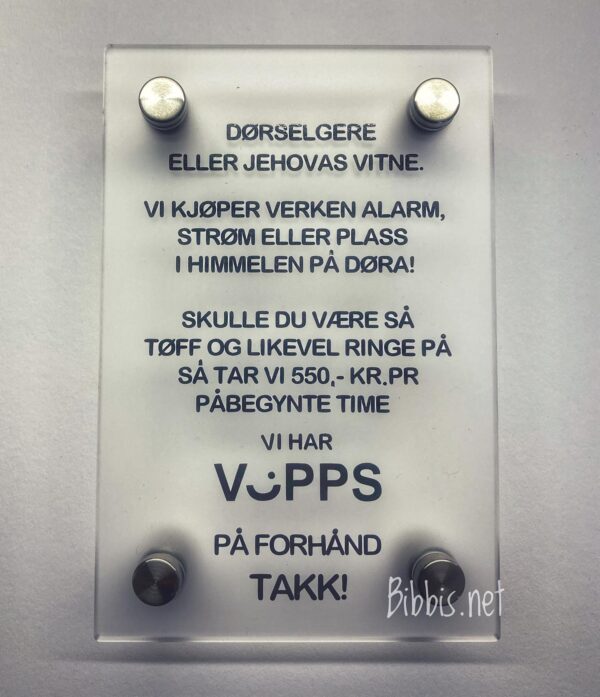 DØRSELGERE
ELLER JEHOVAS VITNE.
VI KJØPER VERKEN ALARM,
STRØM ELLER PLASS
I HIMMELEN PÅ DØRA!
SKULLE DU VÆRE SÅ
TØFF OG LIKEVEL RINGE PÅ
SÅ TAR VI 550,- KR.PR
PÅBEGYNTE TIME
VI HAR
VIPPS
PÅ FORHÅND
TAKK!
Bibbis.net